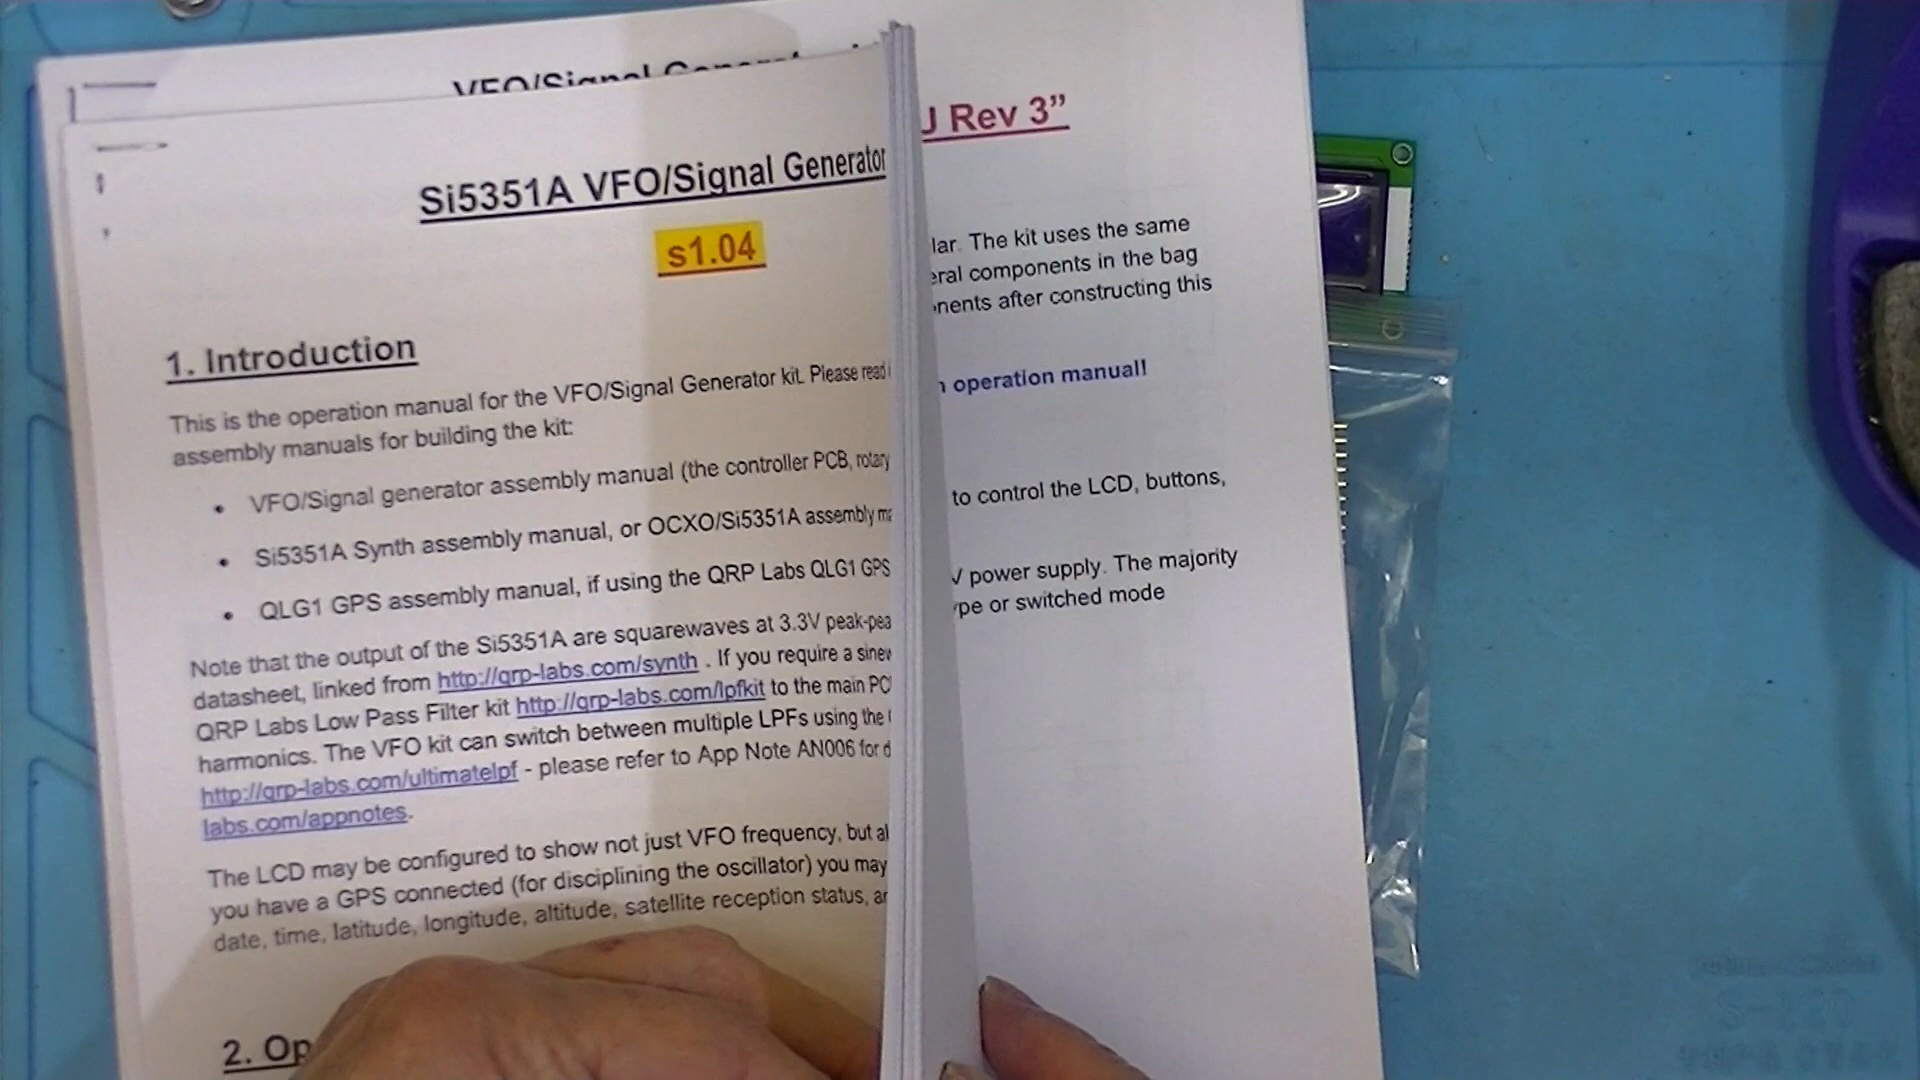 VFO/Signal Generat
Si5351A VFO/Signal Generator
s1.04
1. Introduction
This is the operation manual for the VFO/Signal Generator kit. Please read
assembly manuals for building the kit:
• VFO/Signal generator assembly manual (the controller PCB, rotary
• Si5351A Synth assembly manual, or OCXO/Si5351A assembly ma
• QLG1 GPS assembly manual, if using the QRP Labs QLG1 GPS
Note that the output of the Si5351A are squarewaves at 3.3V peak-pea
datasheet, linked from http://qrp-labs.com/synth . If you require a sinew
QRP Labs Low Pass Filter kit http://qrp-labs.com/lpfkit to the main PC
harmonics. The VFO kit can switch between multiple LPFs using the
http://qrp-labs.com/ultimatelpf - please refer to App Note AN006 for d
labs.com/appnotes.
The LCD may be configured to show not just VFO frequency, but al
you have a GPS connected (for disciplining the oscillator) you may
date, time, latitude, longitude, altitude, satellite reception status, an
2. Op
U Rev 3”
lar. The kit uses the same
eral components in the bag
nents after constructing this
n operation manual!
to control the LCD, buttons,
V power supply. The majority
ype or switched mode
S-120